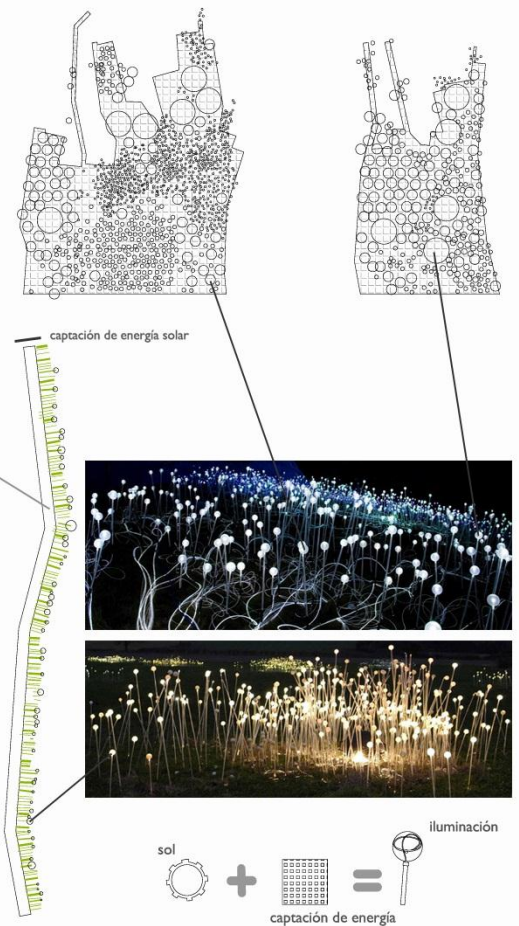 captación de energía solar
sol
iluminación
captación de energía